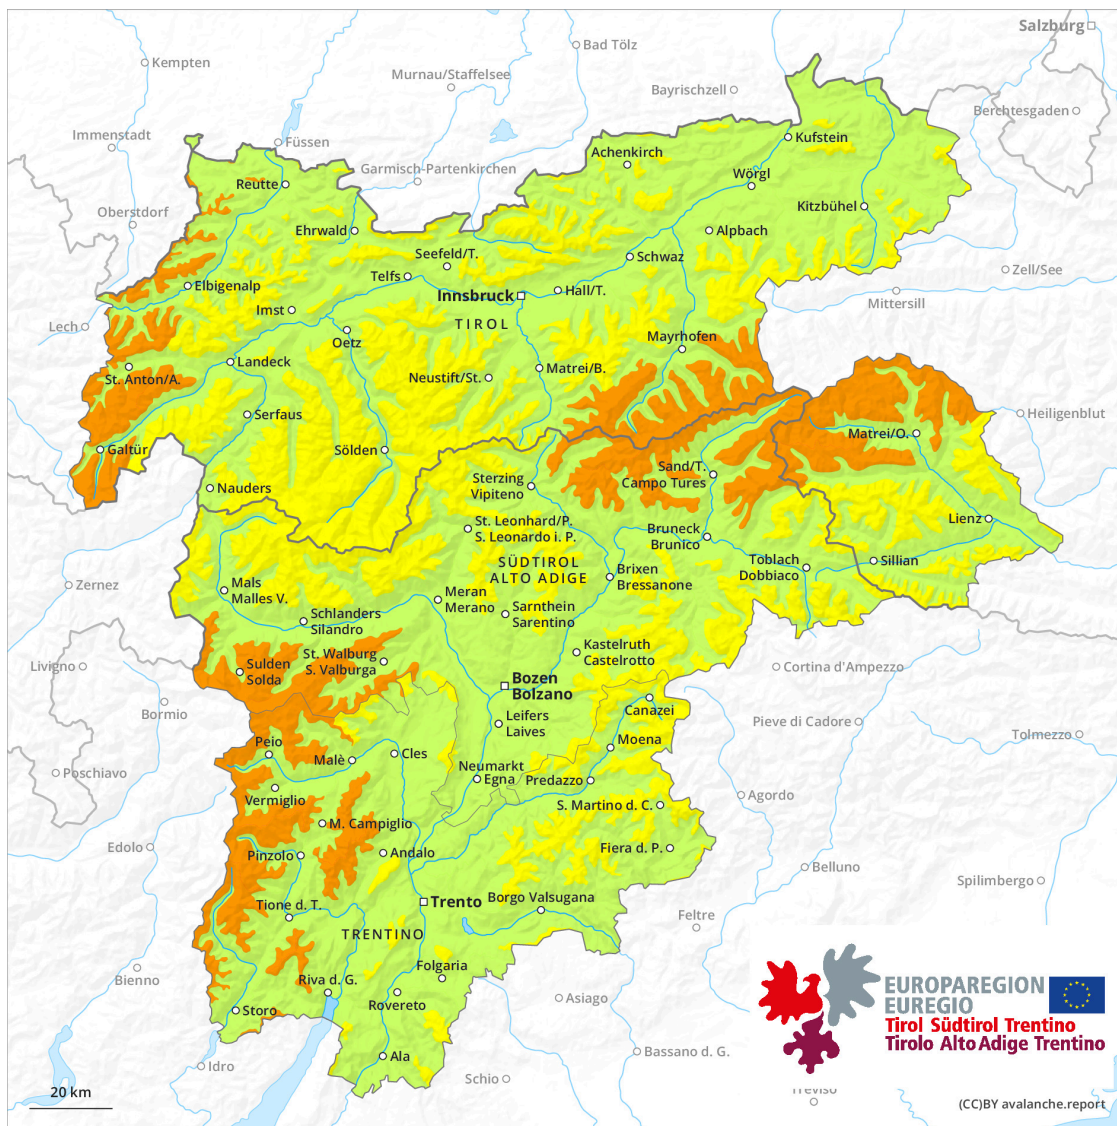 Salzburg
Bad Tölz
Kempten
Murnau/Staffelsee
Bayrischzell
Berchtesgaden
Immenstadt
Füssen
Kufstein
Achenkirch
Garmisch-Partenkirchen
Wörgl
Reutte
Oberstdorf
Kitzbühel
Ehrwald
Alpbach
Seefeld/T.
Schwaz
Zell/See
Telfs
Elbigenalp
Hall/T.
Innsbruck
Mittersill
Imst
TIROL
Lech
Oetz
Mayrhofen
Landeck
St. Anton/A.
Neustift/St.
Matrei/B.
Serfaus
Heiligenblut
Matrei/O.
Galtür
Sölden
Sand/T.
Campo Tures
Sterzing
Vipiteno
Nauders
Lienz
St. Leonhard/P.
S. Leonardo i. P.
Bruneck
Brunico
SÜDTIROL
ALTO ADIGE
Toblach
Dobbiaco
Sillian
Brixen
Bressanone
Zernez
Mals
Malles V.
Meran
Merano
Sarnthein
Sarentino
Schlanders
Silandro
Kastelruth
Castelrotto
St. Walburg
S. Valburga
Livigno
Sulden
Solda
Cortina d'Ampezzo
Bozen
Bolzano
Canazei
Bormio
Leifers
Laives
Pieve di Cadore
Tolmezzo
Moena
Peio
Cles
Malè
Neumarkt
Egna
Predazzo
Poschiavo
Vermiglio
Agordo
S. Martino d. C.
M. Campiglio
Edolo
Fiera d. P.
Pinzolo
Andalo
Belluno
Spilimbergo
Borgo Valsugana
Tione d. T.
Trento
Feltre
TRENTINO
Folgaria
Bienno
Riva d. G.
Rovereto
Asiago
Storo
EUROPAREGION
EUREGIO
Tirol Südtirol Trentino
Tirolo Alto Adige Trentino
Ala
Idro
Bassano d. G.
Schio
Treviso
20 km
(CC)BY avalanche.report